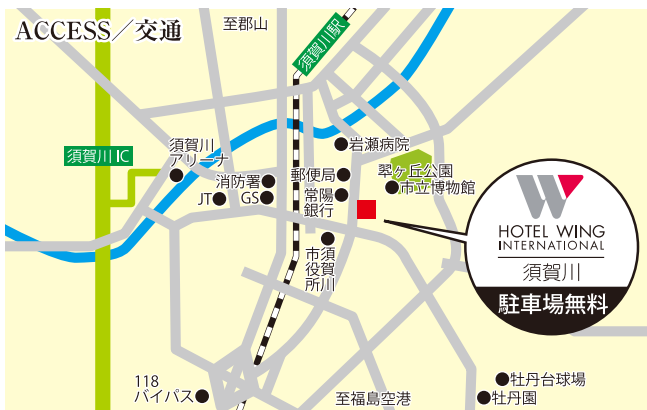 ACCESS／交通
至郡山
須賀川駅
須賀川IC
須賀川
アリーナ
岩瀬病院
翠ヶ丘公園
郵便局
消防署
市立博物館
JT
GS
常陽
銀行
須賀川
市役所
HOTEL WING
INTERNATIONAL
須賀川
駐車場無料
118
バイパス
至福島空港
牡丹台球場
牡丹園